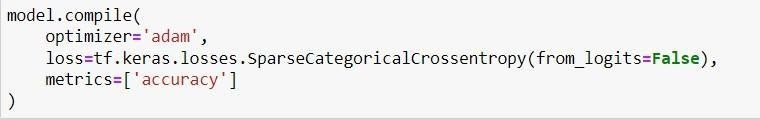 model.compile(
    optimizer='adam',
    loss=tf.keras.losses.SparseCategoricalCrossentropy(from_logits=False),
    metrics=['accuracy']
)